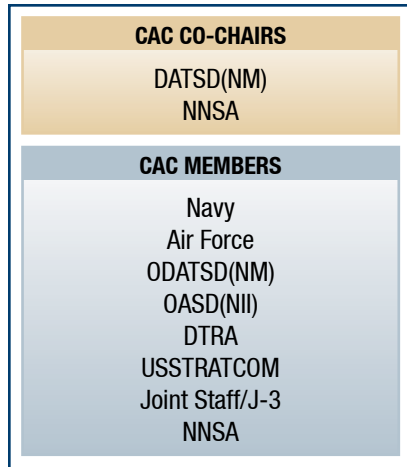 CAC CO-CHAIRS
DATSD(NM)
NNSA
CAC MEMBERS
Navy
Air Force
ODATSD(NM)
OASD(NII)
DTRA
USSTRATCOM
Joint Staff/J-3
NNSA